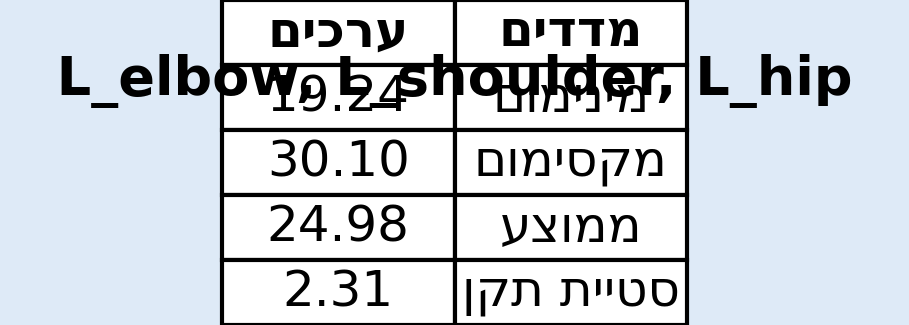 מדדים ערכים
L_elbow, L_shoulder, L_hip
מינימום 19.24
מקסימום 30.10
ממוצע 24.98
סטיית תקן 2.31